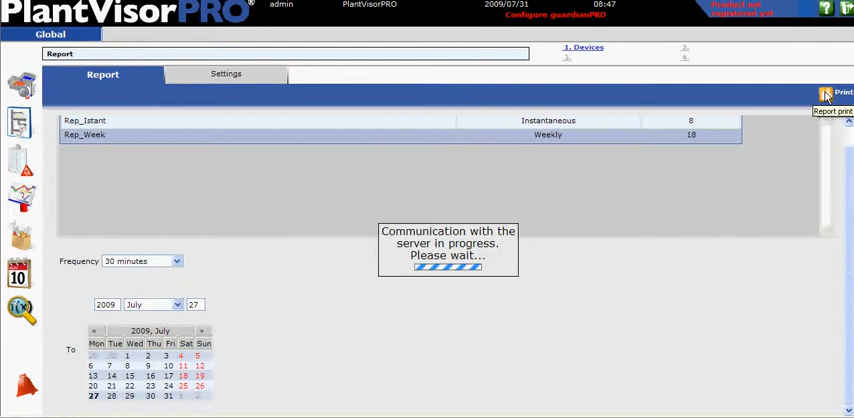 PlantVisorPRO
admin PlantVisorPRO 2009/07/31 08:47
Configure guardianPRO
Product not
registered yet
?
Global
Report
1. Devices 2.
3. 4.
Report Settings
Print
Report print
Rep_Istant Instantaneous 8
Rep_Week Weekly 18
Communication with the
server in progress.
Please wait...
Frequency 30 minutes
2009 July 27
« 2009, July »
To
Mon Tue Wed Thu Fri Sat Sun
1 2 3 4 5
6 7 8 9 10 11 12
13 14 15 16 17 18 19
20 21 22 23 24 25 26
27 28 29 30 31 1 2
10
f(x)